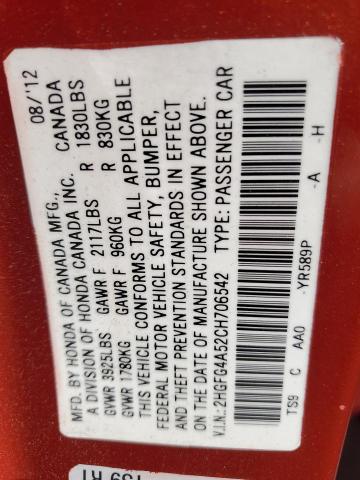 MFD. BY HONDA OF CANADA MFG., 08/12
A DIVISION OF HONDA CANADA INC. CANADA
GVWR 3925LBS GAWR F 2117LBS R 1830LBS
GVWR 1780KG GAWR F 960KG R 830KG
THIS VEHICLE CONFORMS TO ALL APPLICABLE
FEDERAL MOTOR VEHICLE SAFETY, BUMPER,
AND THEFT PREVENTION STANDARDS IN EFFECT
ON THE DATE OF MANUFACTURE SHOWN ABOVE.
V.I.N.: 2HGFG4A52CH706542 TYPE: PASSENGER CAR
-YR589P -A -H
TS9 C AA0